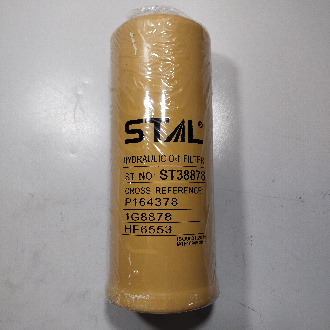 STAL®
HYDRAULIC OIL FILTER
ST NO: ST38878
CROSS REFERENCE:
P164378
1G8878
HF6553